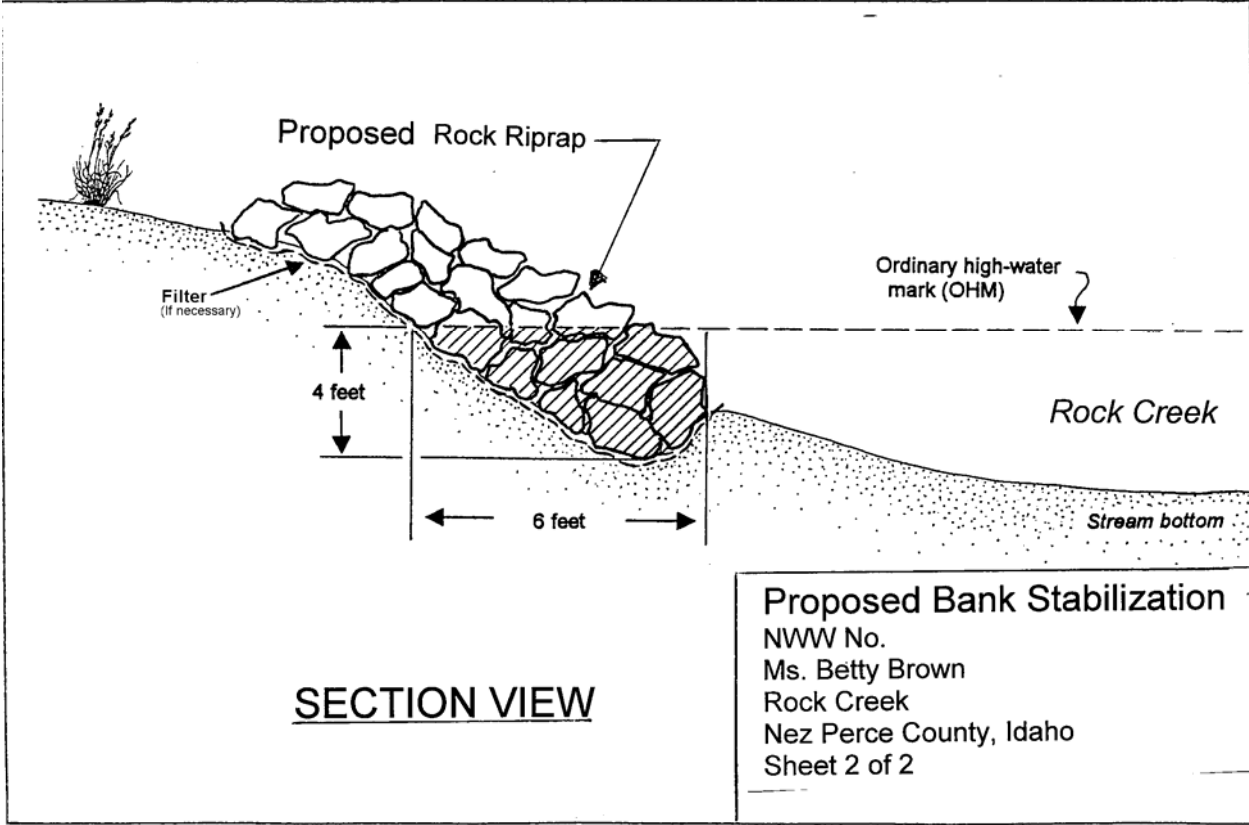 Proposed Rock Riprap
Ordinary high-water
mark (OHM)
Filter
(If necessary)
4 feet
Rock Creek
6 feet
Stream bottom
SECTION VIEW
Proposed Bank Stabilization
NWW No.
Ms. Betty Brown
Rock Creek
Nez Perce County, Idaho
Sheet 2 of 2